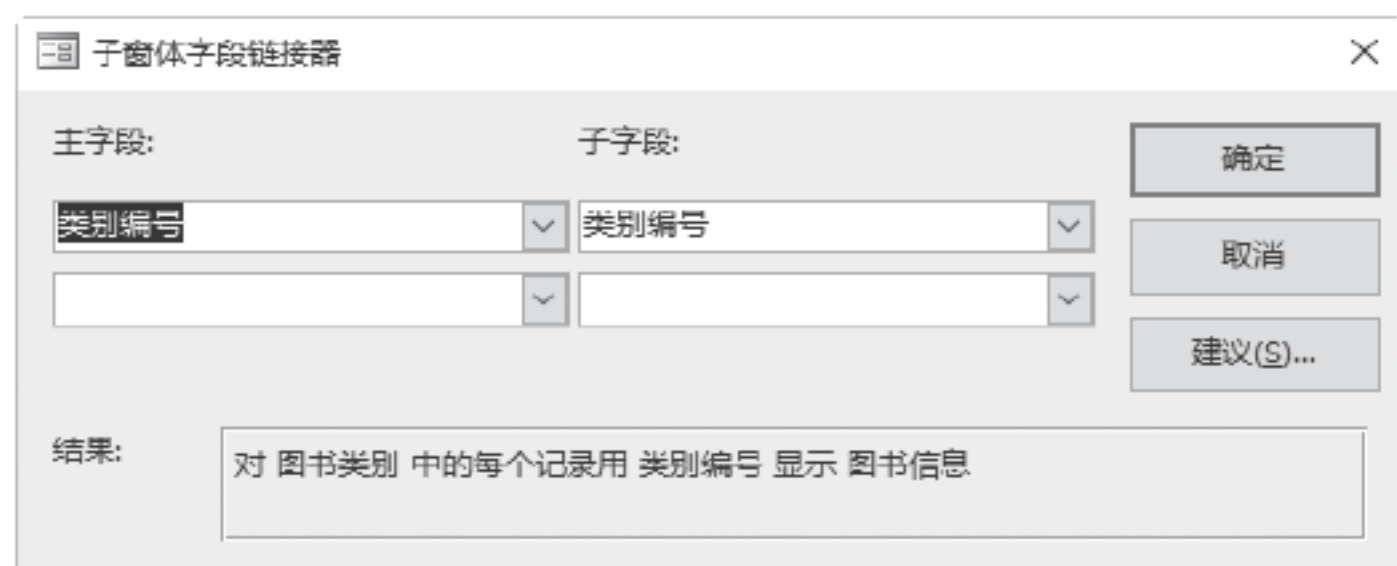 子窗体字段链接器
主字段: 子字段:
确定
类别编号 类别编号
取消
建议(S)...
结果: 对 图书类别 中的每个记录用 类别编号 显示 图书信息